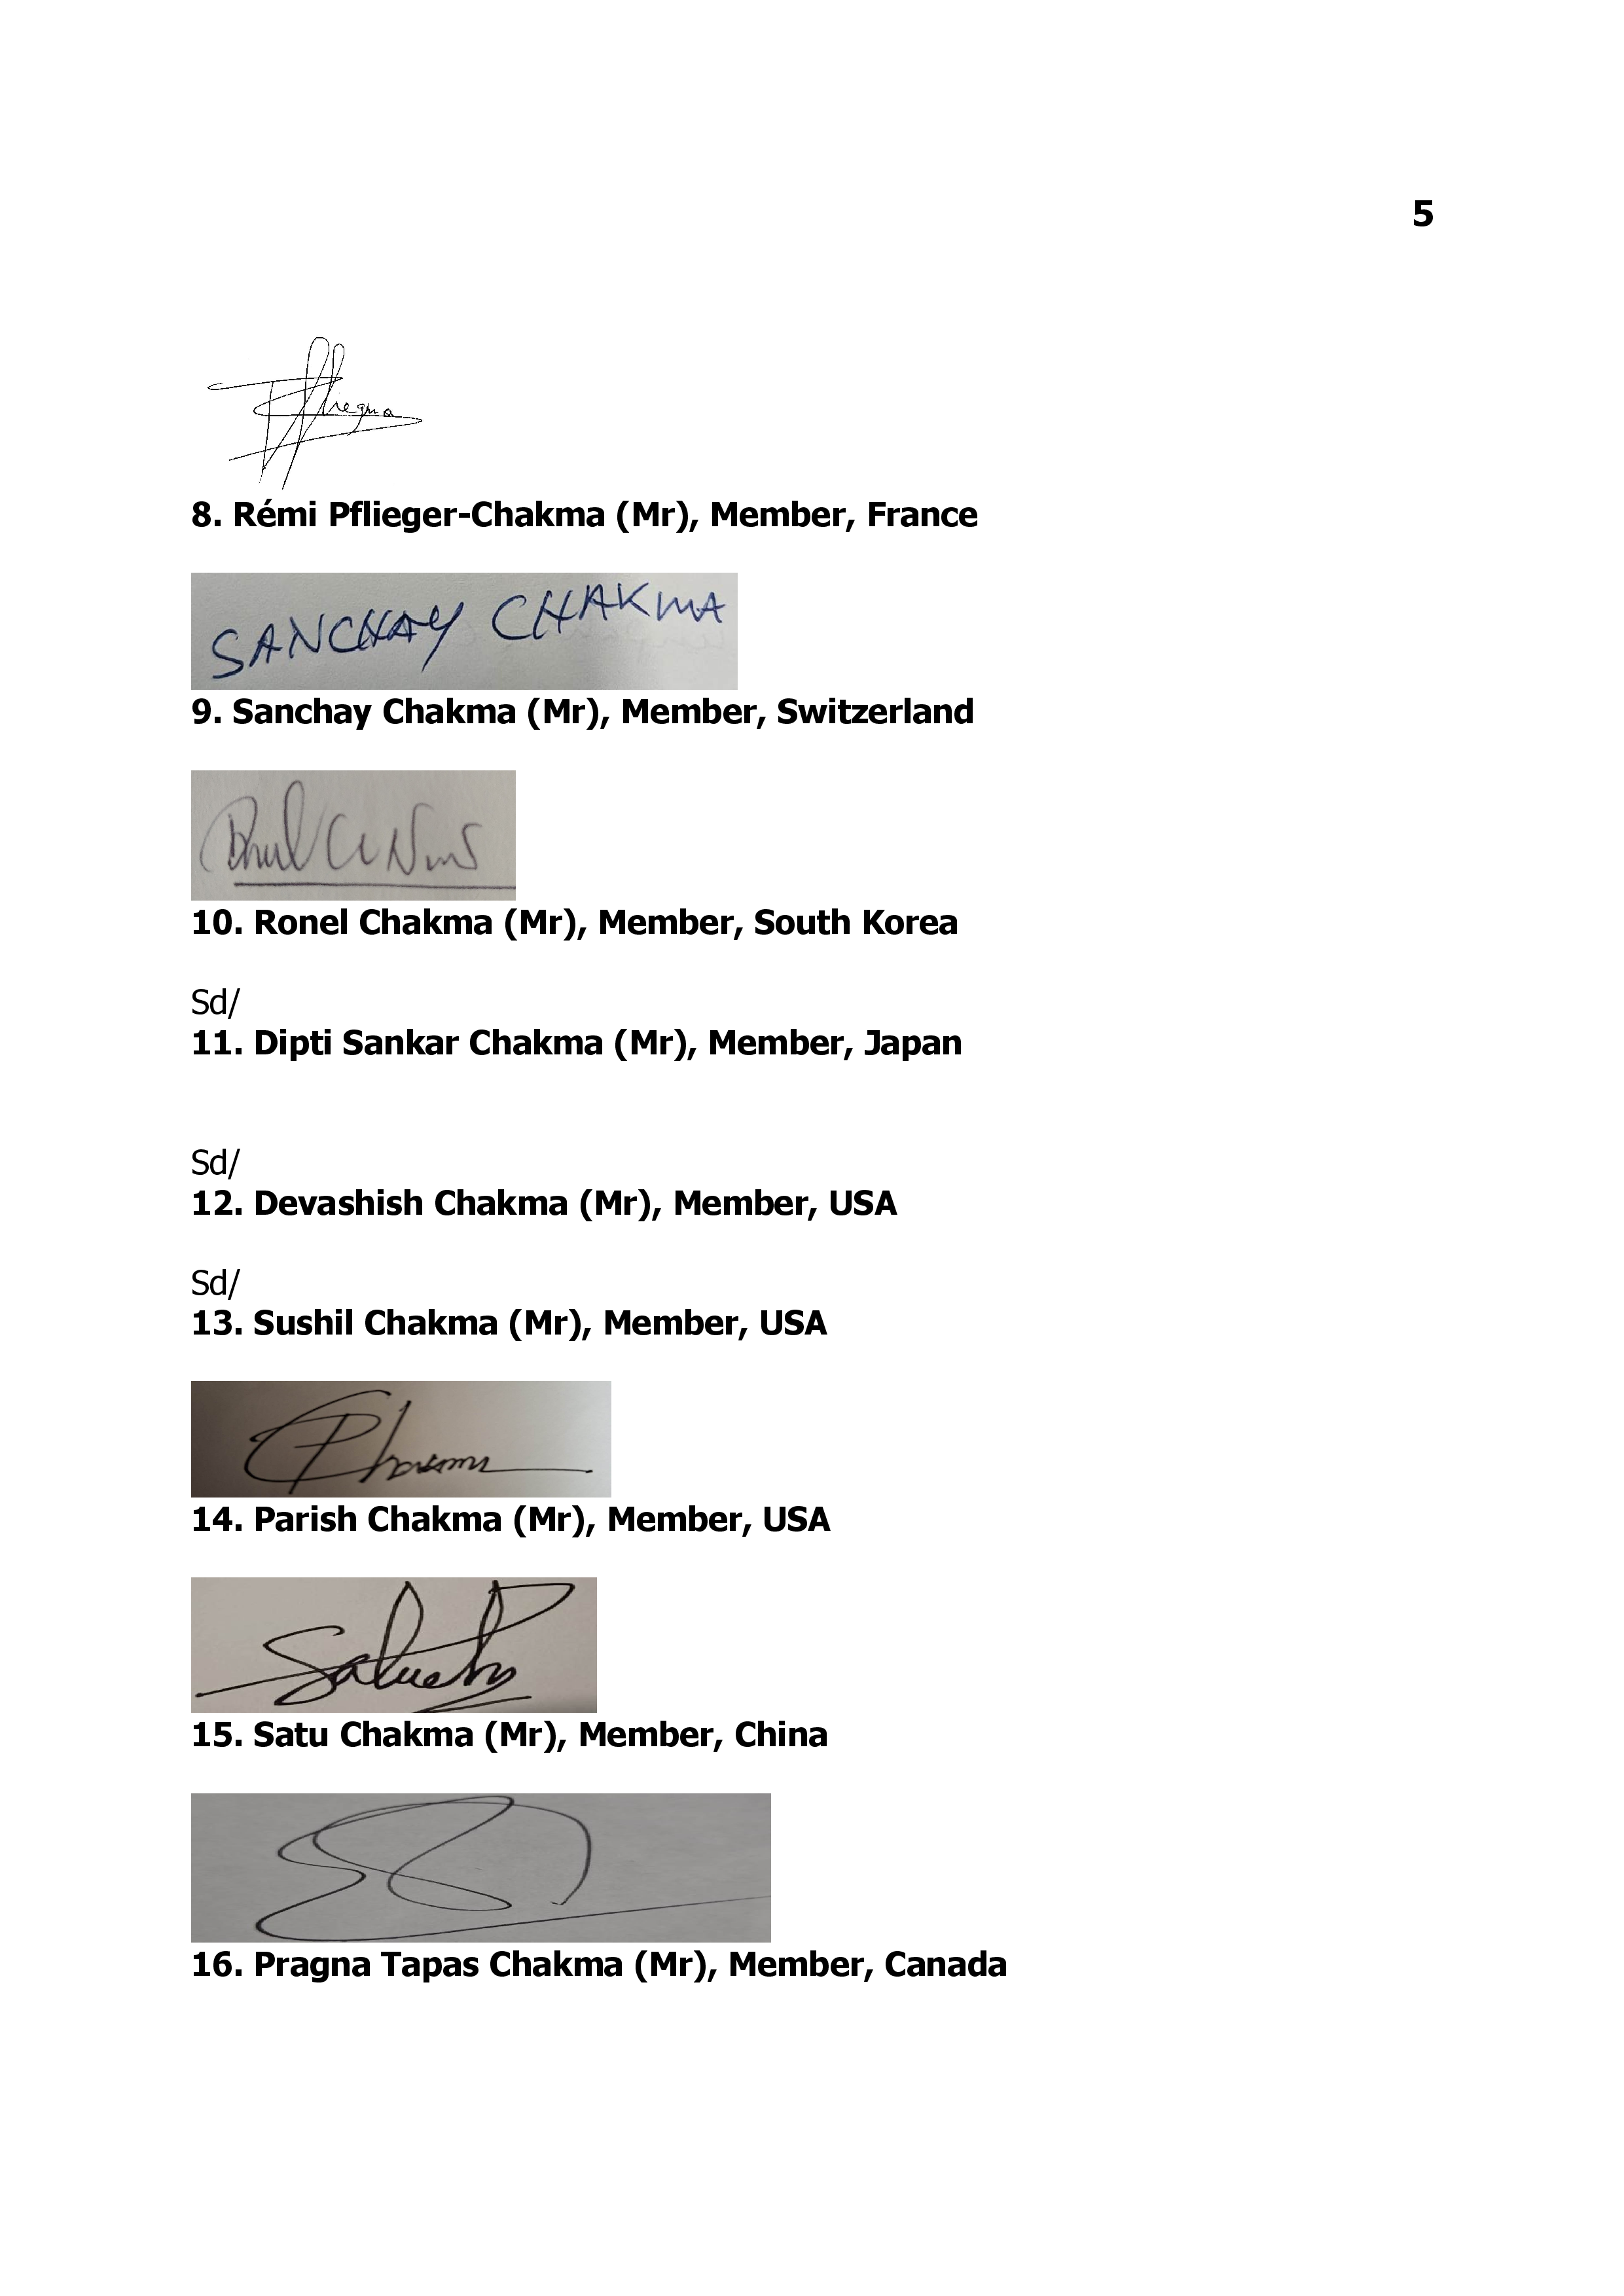 5
8. Rémi Pflieger-Chakma (Mr), Member, France
SANCHAY CHAKMA
9. Sanchay Chakma (Mr), Member, Switzerland
10. Ronel Chakma (Mr), Member, South Korea
Sd/
11. Dipti Sankar Chakma (Mr), Member, Japan
Sd/
12. Devashish Chakma (Mr), Member, USA
Sd/
13. Sushil Chakma (Mr), Member, USA
14. Parish Chakma (Mr), Member, USA
15. Satu Chakma (Mr), Member, China
16. Pragna Tapas Chakma (Mr), Member, Canada